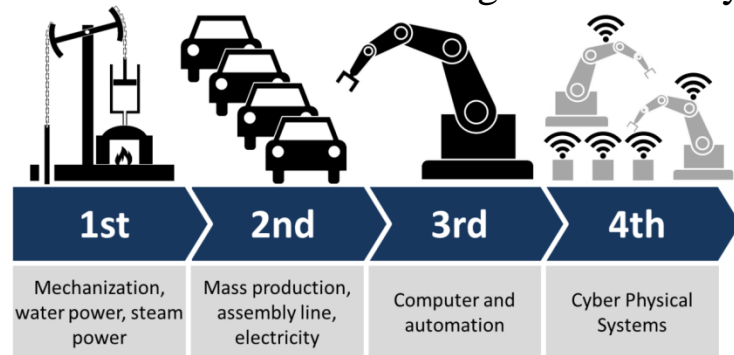 1st
2nd
3rd
4th
Mechanization,
water power, steam
power
Mass production,
assembly line,
electricity
Computer and
automation
Cyber Physical
Systems